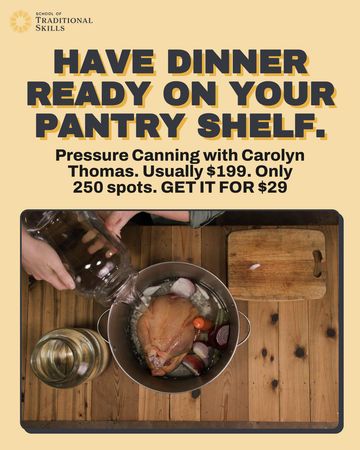 SCHOOL OF
TRADITIONAL
SKILLS
HAVE DINNER
READY ON YOUR
PANTRY SHELF.
Pressure Canning with Carolyn
Thomas. Usually $199. Only
250 spots. GET IT FOR $29